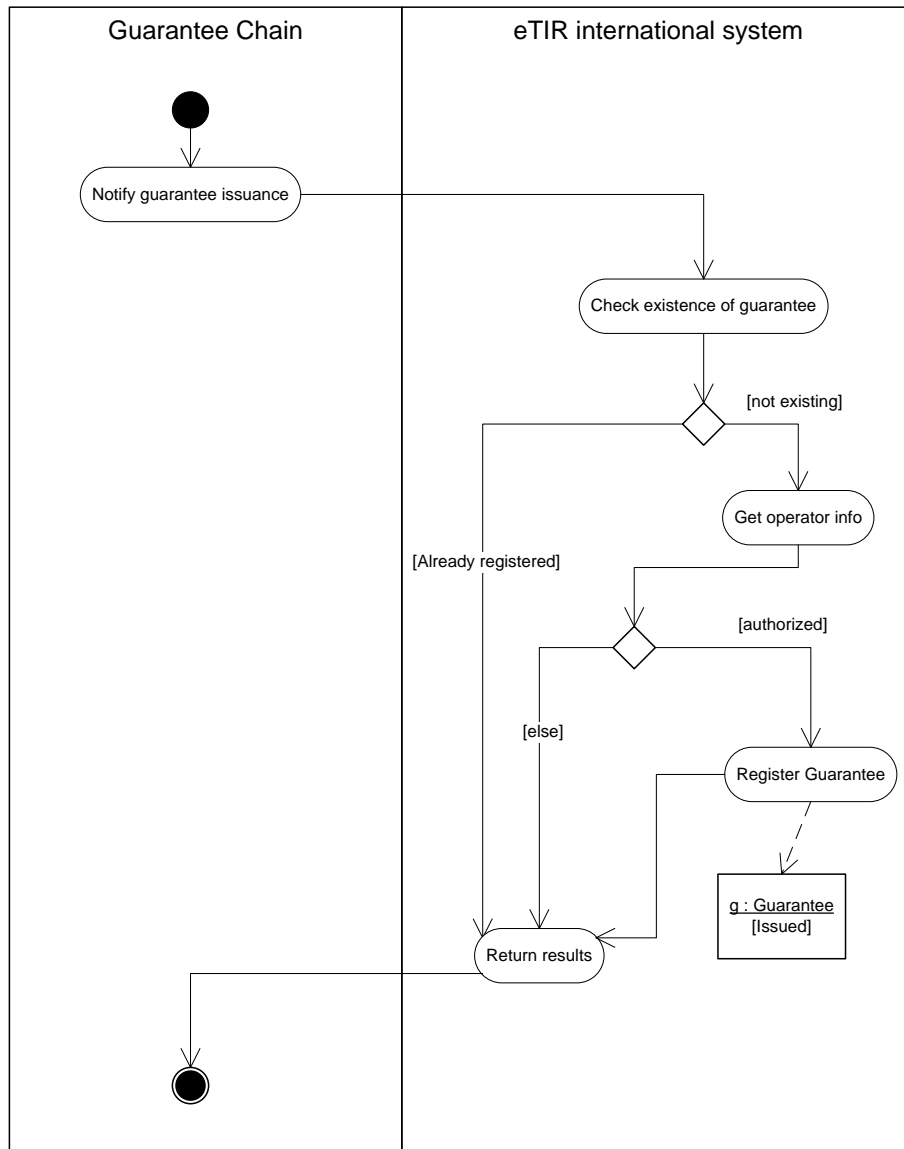 Guarantee Chain
eTIR international system
Notify guarantee issuance
Check existence of guarantee
[not existing]
Get operator info
[Already registered]
[authorized]
[else]
Register Guarantee
g : Guarantee
[Issued]
Return results